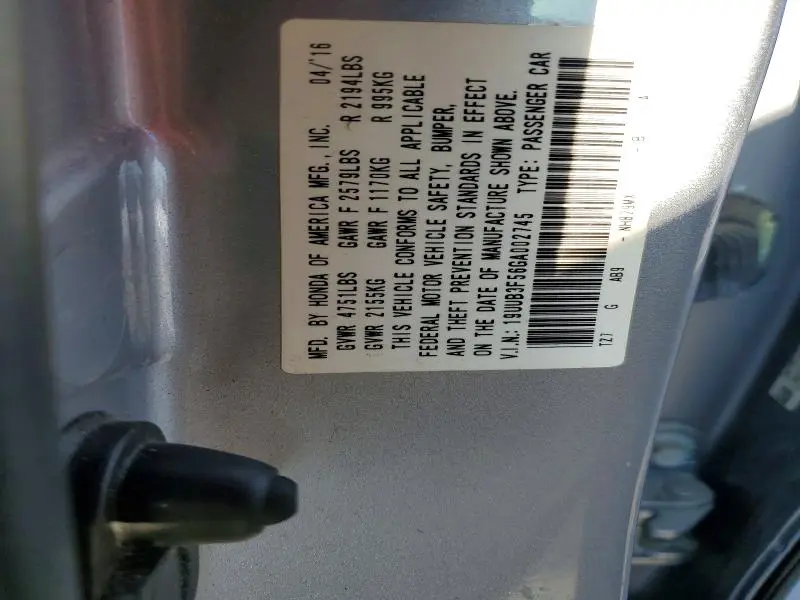 MFD. BY HONDA OF AMERICA MFG., INC. 04/'16
GVWR 4751LBS GAWR F 2579LBS R 2194LBS
GVWR 2155KG GAWR F 1170KG R 995KG
THIS VEHICLE CONFORMS TO ALL APPLICABLE
FEDERAL MOTOR VEHICLE SAFETY, BUMPER,
AND THEFT PREVENTION STANDARDS IN EFFECT
ON THE DATE OF MANUFACTURE SHOWN ABOVE.
V.I.N.: 19UUB3F56GA002745 TYPE: PASSENGER CAR
TZ7 G AB9 - NH829MX - B A